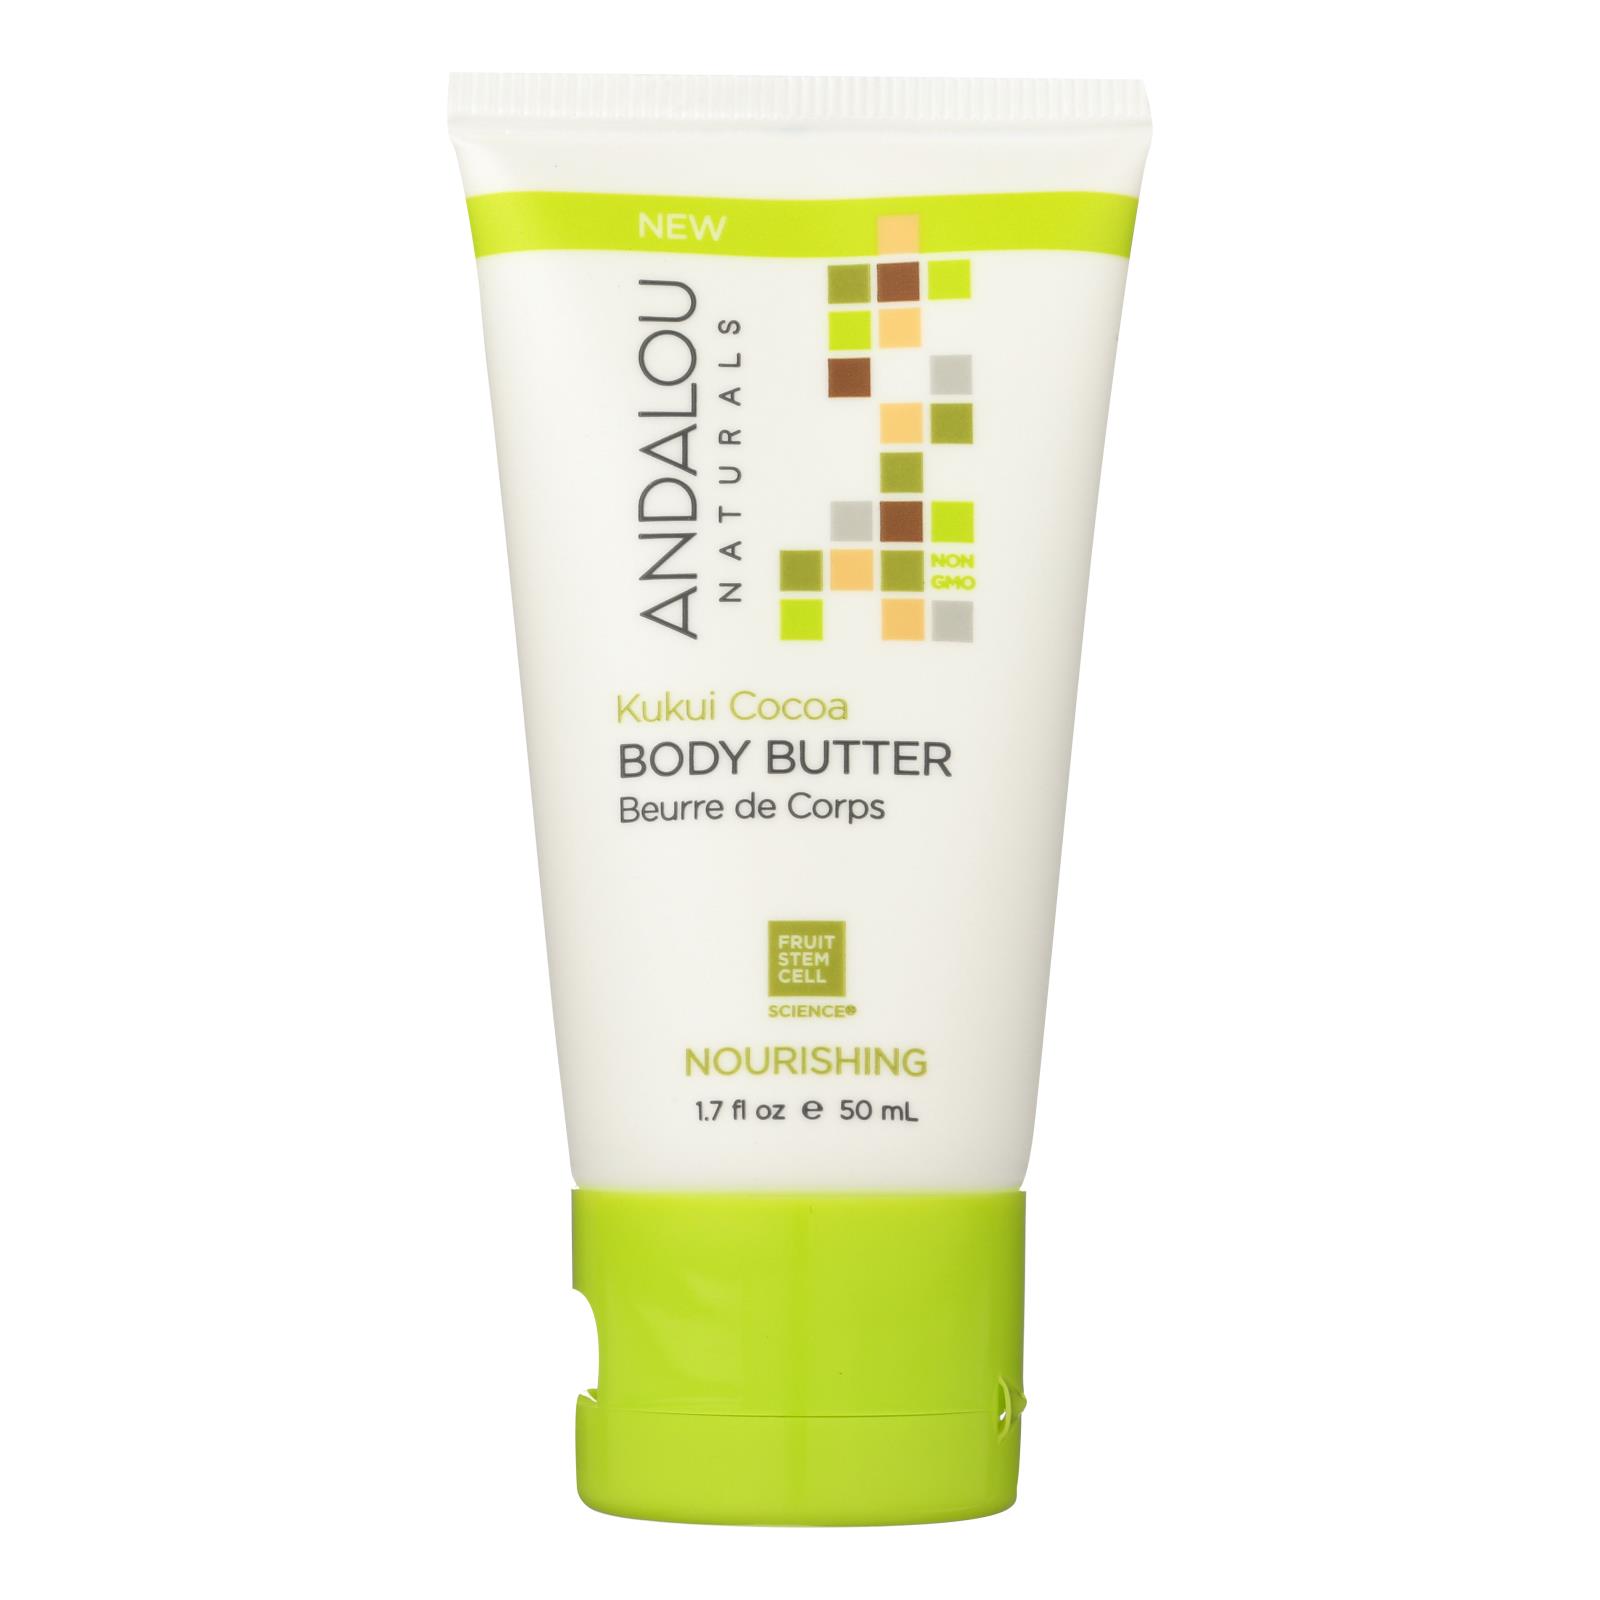 NEW
ANDALOU
NATURALS
NON
GMO
Kukui Cocoa
BODY BUTTER
Beurre de Corps
FRUIT
STEM
CELL
SCIENCE®
NOURISHING
1.7 fl oz ℮ 50 mL